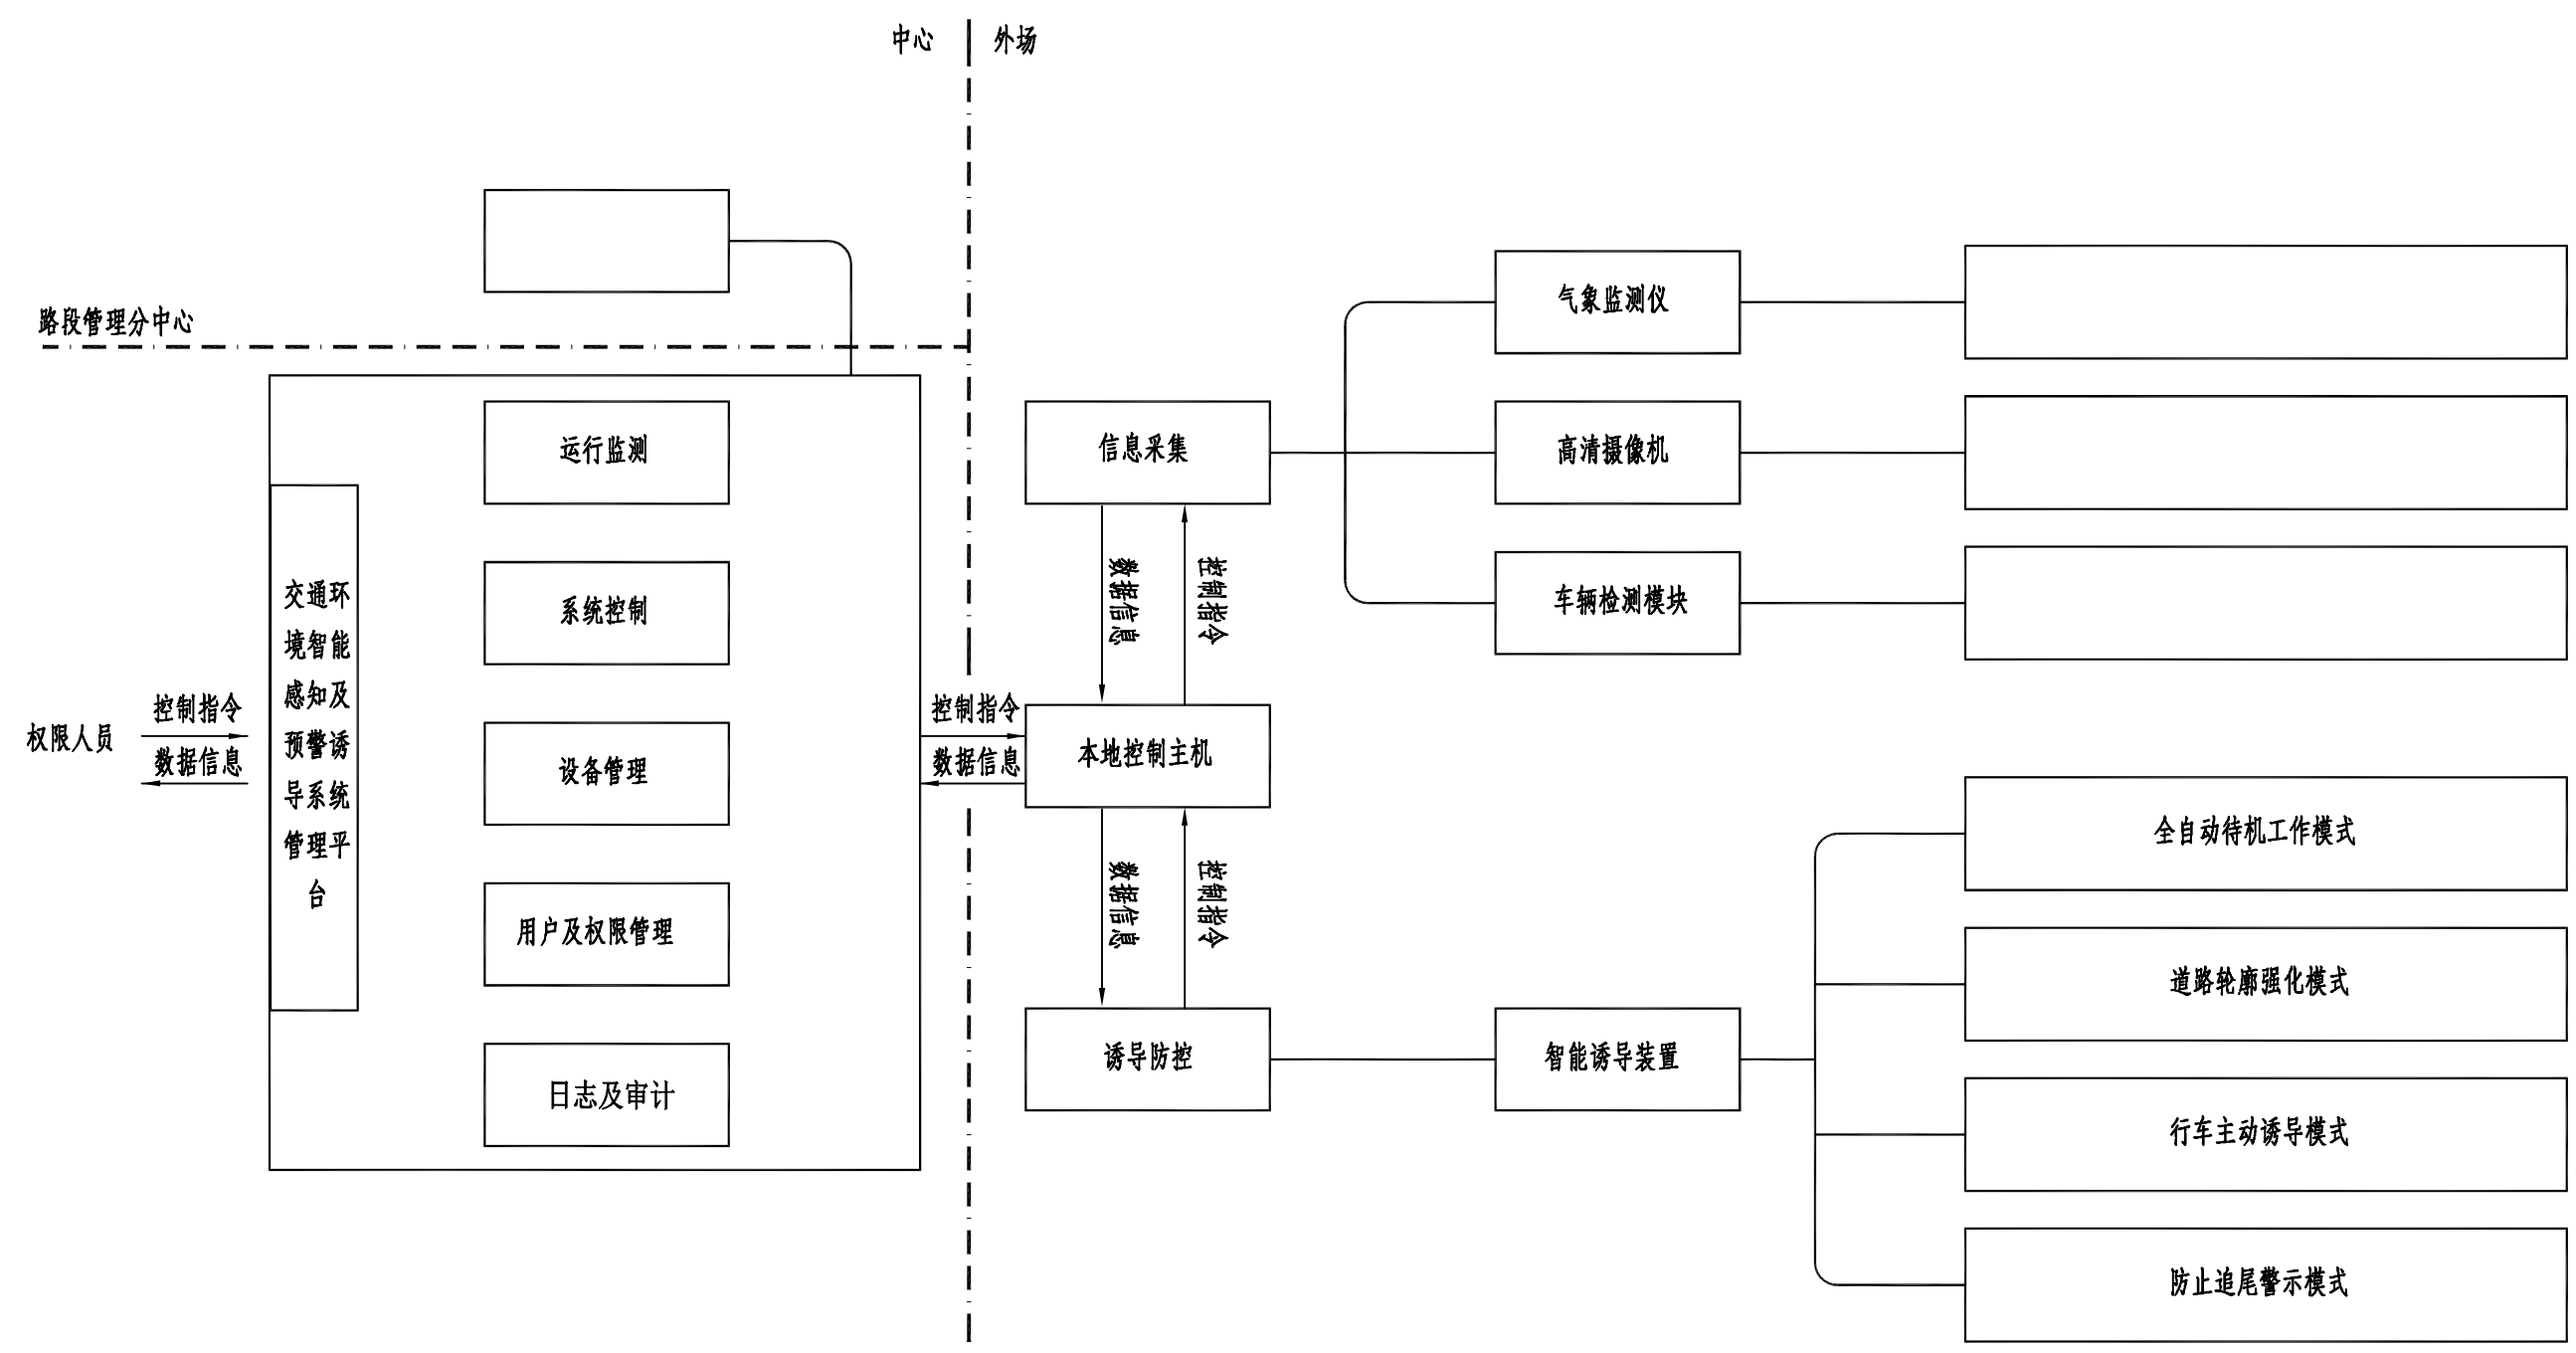 中心
外场
路段管理分中心
权限人员
控制指令
数据信息
交通环
境智能
感知及
预警诱
导系统
管理平
台
运行监测
系统控制
设备管理
用户及权限管理
日志及审计
控制指令
数据信息
信息采集
数据信息
控制指令
本地控制主机
数据信息
控制指令
诱导防控
气象监测仪
高清摄像机
车辆检测模块
智能诱导装置
全自动待机工作模式
道路轮廓强化模式
行车主动诱导模式
防止追尾警示模式